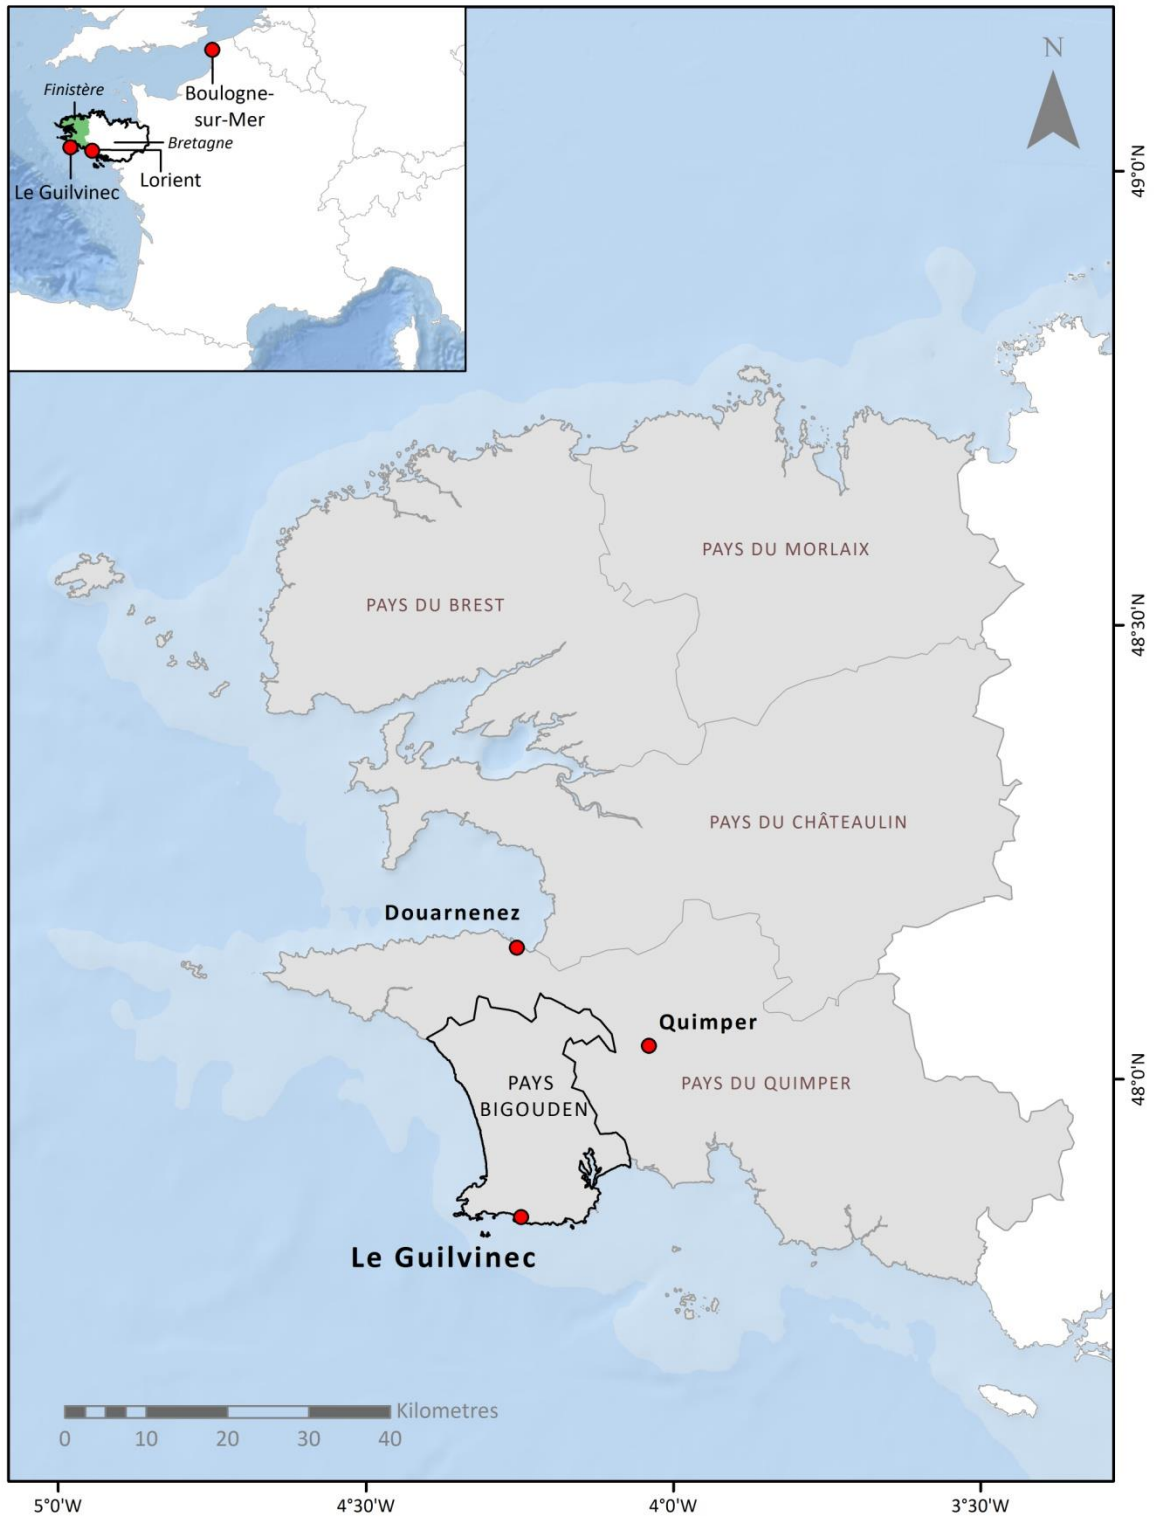 Finistère
Boulogne-
sur-Mer
Bretagne
Le Guilvinec
Lorient
N
49°0'N
PAYS DU MORLAIX
PAYS DU BREST
48°30'N
PAYS DU CHÂTEAULIN
Douarnenez
Quimper
PAYS
BIGOUDEN
PAYS DU QUIMPER
48°0'N
Le Guilvinec
Kilometres
0 10 20 30 40
5°0'W 4°30'W 4°0'W 3°30'W